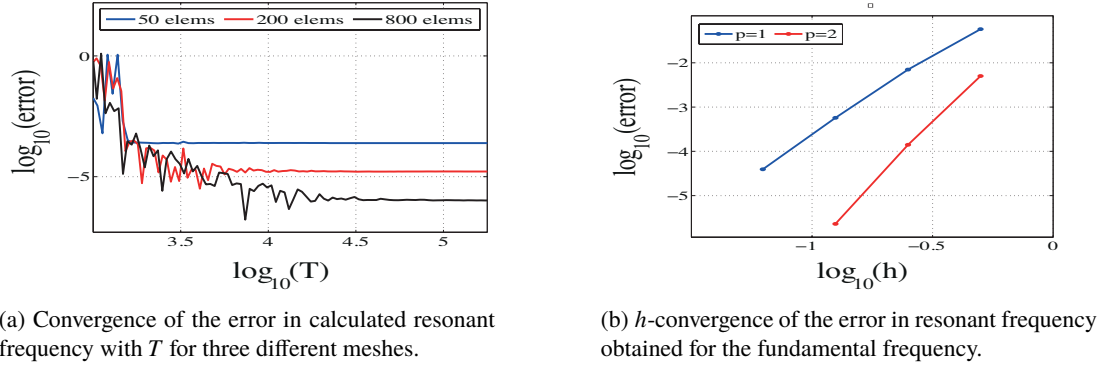 50 elems 200 elems 800 elems
0
−5
log10(error)
3.5 4 4.5 5
log10(T)
(a) Convergence of the error in calculated resonant
frequency with T for three different meshes.
p=1 p=2
−2
−3
−4
−5
log10(error)
−1 −0.5 0
log10(h)
(b) h-convergence of the error in resonant frequency
obtained for the fundamental frequency.